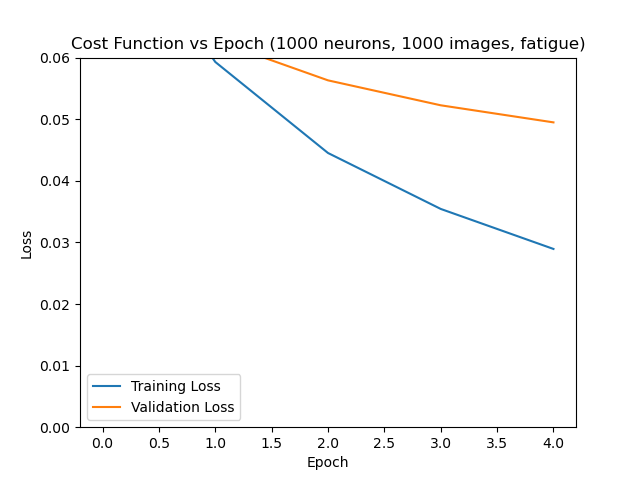 Cost Function vs Epoch (1000 neurons, 1000 images, fatigue)
0.06
0.05
0.04
0.03
0.02
0.01
0.00
Loss
Training Loss
Validation Loss
0.0 0.5 1.0 1.5 2.0 2.5 3.0 3.5 4.0
Epoch